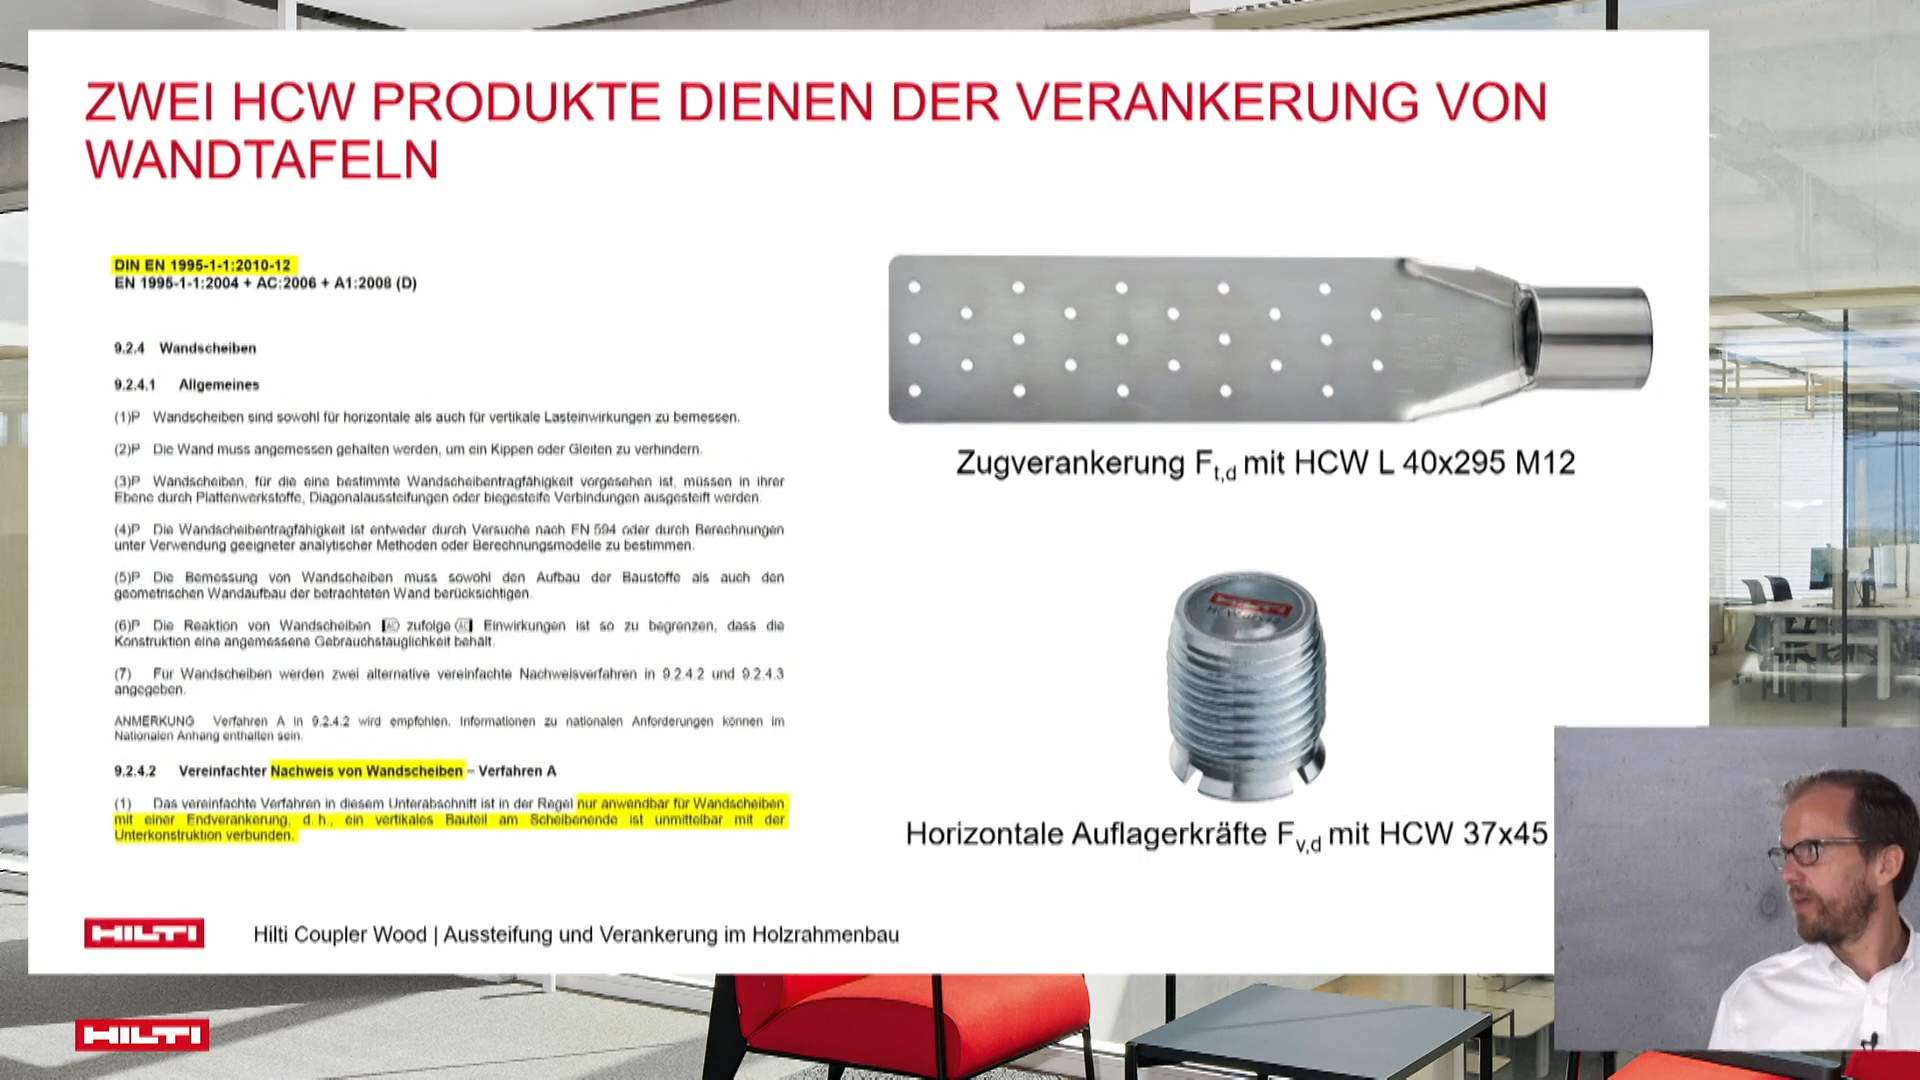 ZWEI HCW PRODUKTE DIENEN DER VERANKERUNG VON
WANDTAFELN
DIN EN 1995-1-1:2010-12
EN 1995-1-1:2004 + AC:2006 + A1:2008 (D)
9.2.4 Wandscheiben
9.2.4.1 Allgemeines
(1)P Wandscheiben sind sowohl für horizontale als auch für vertikale Lasteinwirkungen zu bemessen.
(2)P Die Wand muss angemessen gehalten werden, um ein Kippen oder Gleiten zu verhindern.
(3)P Wandscheiben, für die eine bestimmte Wandscheibentragfähigkeit vorgesehen ist, müssen in ihrer
Ebene durch Plattenwerkstoffe, Diagonalaussteifungen oder biegesteife Verbindungen ausgesteift werden.
(4)P Die Wandscheibentragfähigkeit ist entweder durch Versuche nach EN 594 oder durch Berechnungen
unter Verwendung geeigneter analytischer Methoden oder Berechnungsmodelle zu bestimmen.
(5)P Die Bemessung von Wandscheiben muss sowohl den Aufbau der Baustoffe als auch den
geometrischen Wandaufbau der betrachteten Wand berücksichtigen.
(6)P Die Reaktion von Wandscheiben zufolge Einwirkungen ist so zu begrenzen, dass die
Konstruktion eine angemessene Gebrauchstauglichkeit behält.
(7) Für Wandscheiben werden zwei alternative vereinfachte Nachweisverfahren in 9.2.4.2 und 9.2.4.3
angegeben.
ANMERKUNG Verfahren A in 9.2.4.2 wird empfohlen. Informationen zu nationalen Anforderungen können im
Nationalen Anhang enthalten sein.
9.2.4.2 Vereinfachter Nachweis von Wandscheiben – Verfahren A
(1) Das vereinfachte Verfahren in diesem Unterabschnitt ist in der Regel nur anwendbar für Wandscheiben
mit einer Endverankerung, d. h., ein vertikales Bauteil am Scheibenende ist unmittelbar mit der
Unterkonstruktion verbunden.
Zugverankerung Ft,d mit HCW L 40x295 M12
HILTI
Horizontale Auflagerkräfte Fv,d mit HCW 37x45
HILTI
Hilti Coupler Wood | Aussteifung und Verankerung im Holzrahmenbau
HILTI